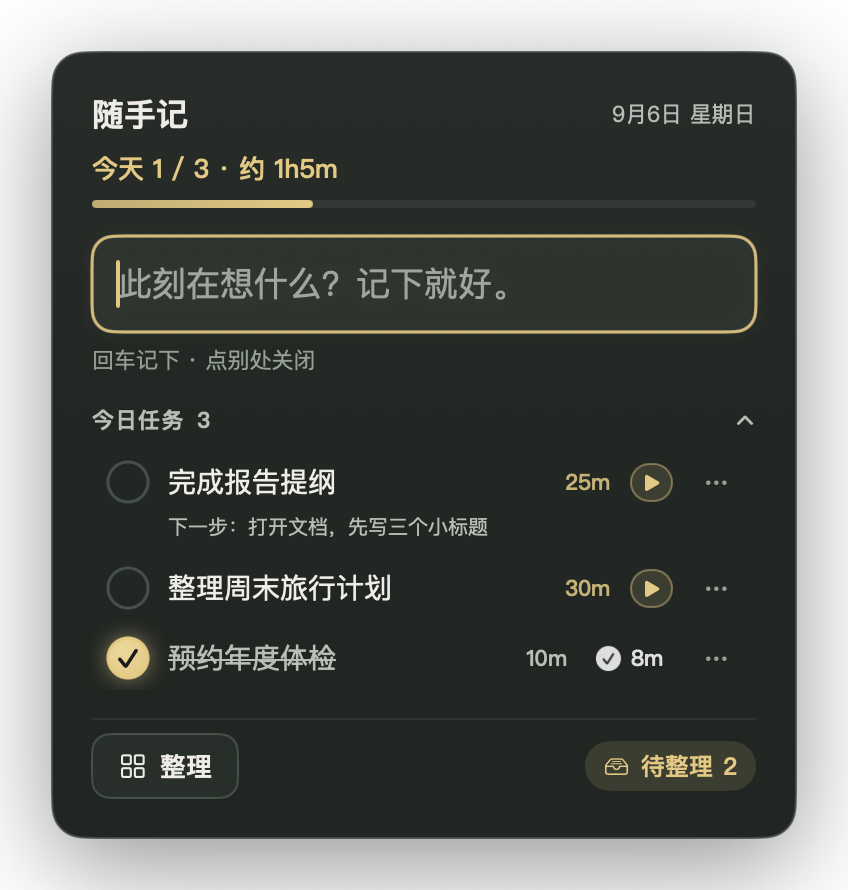 随手记 9月6日 星期日
今天 1 / 3 · 约 1h5m
此刻在想什么？记下就好。
回车记下 · 点别处关闭
今日任务 3
完成报告提纲 25m
下一步：打开文档，先写三个小标题
整理周末旅行计划 30m
预约年度体检 10m 8m
整理 待整理 2